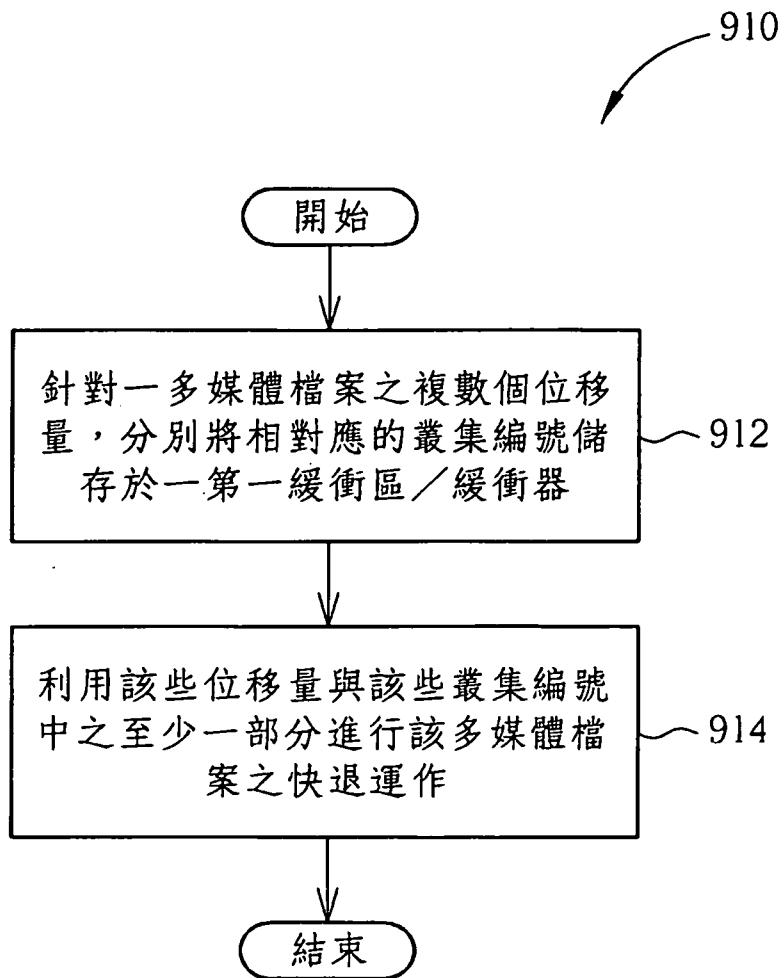 910
開始
針對一多媒體檔案之複數個位移
量，分別將相對應的叢集編號儲
存於一第一緩衝區／緩衝器
912
利用該些位移量與該些叢集編號
中之至少一部分進行該多媒體檔
案之快退運作
914
結束